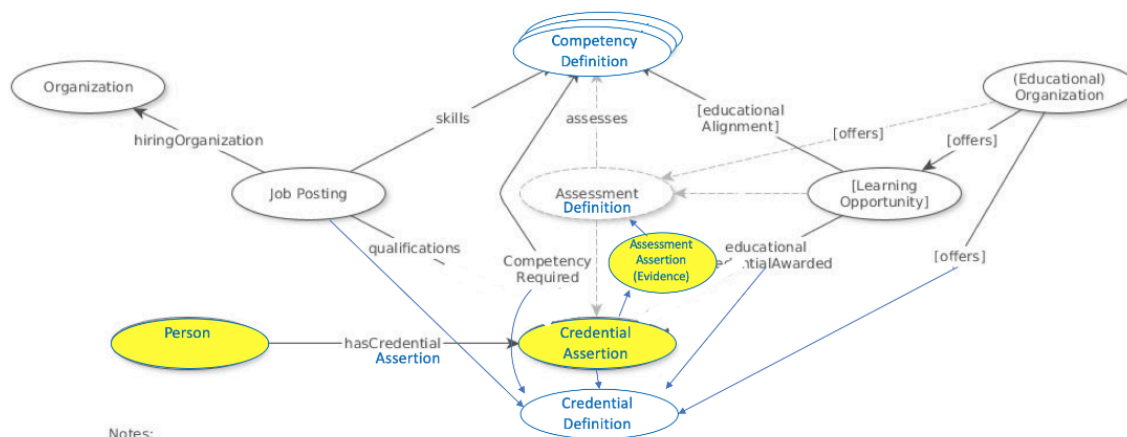 Competency
Definition
Organization
(Educational)
Organization
hiringOrganization
skills
assesses
[educational
Alignment]
[offers]
[offers]
Job Posting
Assessment
Definition
[Learning
Opportunity]
qualifications
Competency
Required
Assessment
Assertion
(Evidence)
educational
edentialAwarded
[offers]
Person
hasCredential
Assertion
Credential
Assertion
Credential
Definition
Notes: